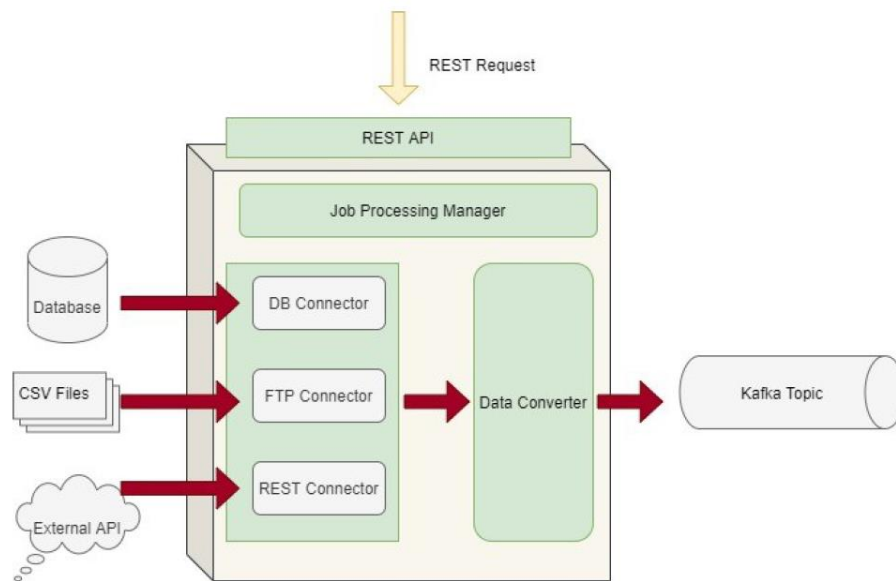 REST Request
REST API
Job Processing Manager
Database
DB Connector
CSV Files
FTP Connector
Data Converter
Kafka Topic
REST Connector
External API